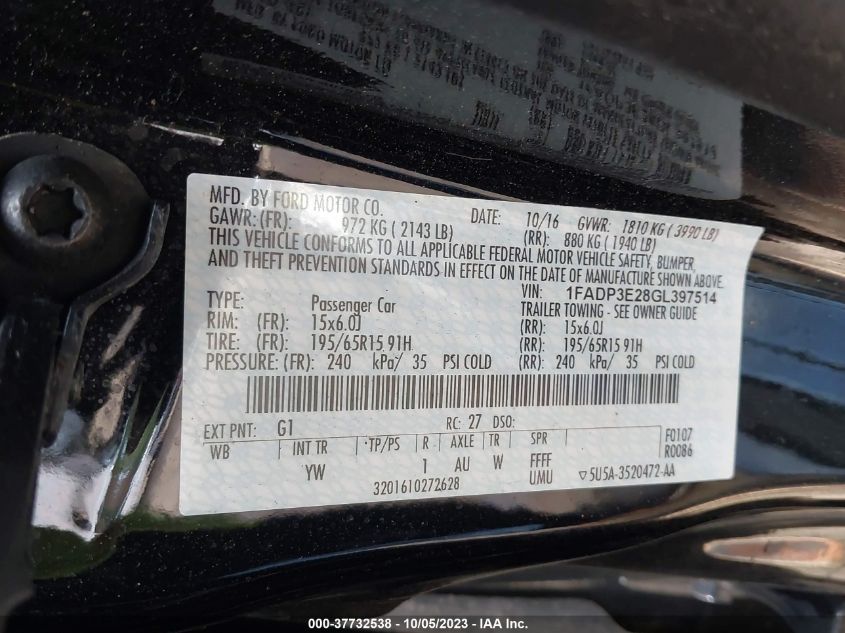 MFD. BY FORD MOTOR CO. DATE: 10/16 GVWR: 1810 KG ( 3990 LB)
GAWR: (FR): 972 KG ( 2143 LB) (RR): 880 KG ( 1940 LB)
THIS VEHICLE CONFORMS TO ALL APPLICABLE FEDERAL MOTOR VEHICLE SAFETY, BUMPER,
AND THEFT PREVENTION STANDARDS IN EFFECT ON THE DATE OF MANUFACTURE SHOWN ABOVE.
VIN: 1FADP3E28GL397514
TYPE: Passenger Car TRAILER TOWING - SEE OWNER GUIDE
RIM: (FR): 15x6.0J (RR): 15x6.0J
TIRE: (FR): 195/65R15 91H (RR): 195/65R15 91H
PRESSURE: (FR): 240 kPa/ 35 PSI COLD (RR): 240 kPa/ 35 PSI COLD
EXT PNT: G1 RC: 27 DSO: F0107
WB INT TR TP/PS R AXLE TR SPR R0086
YW 1 AU W FFFF
UMU ▽5U5A-3520472-AA
3201610272628
000-37732538 - 10/05/2023 - IAA Inc.